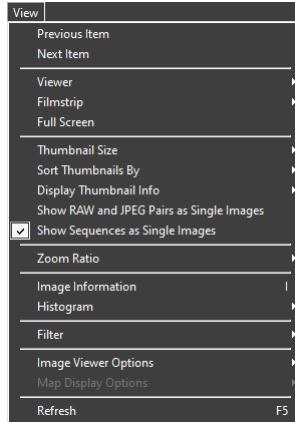 View
Previous Item
Next Item
Viewer
Filmstrip
Full Screen
Thumbnail Size
Sort Thumbnails By
Display Thumbnail Info
Show RAW and JPEG Pairs as Single Images
Show Sequences as Single Images
Zoom Ratio
Image Information I
Histogram
Filter
Image Viewer Options
Map Display Options
Refresh F5